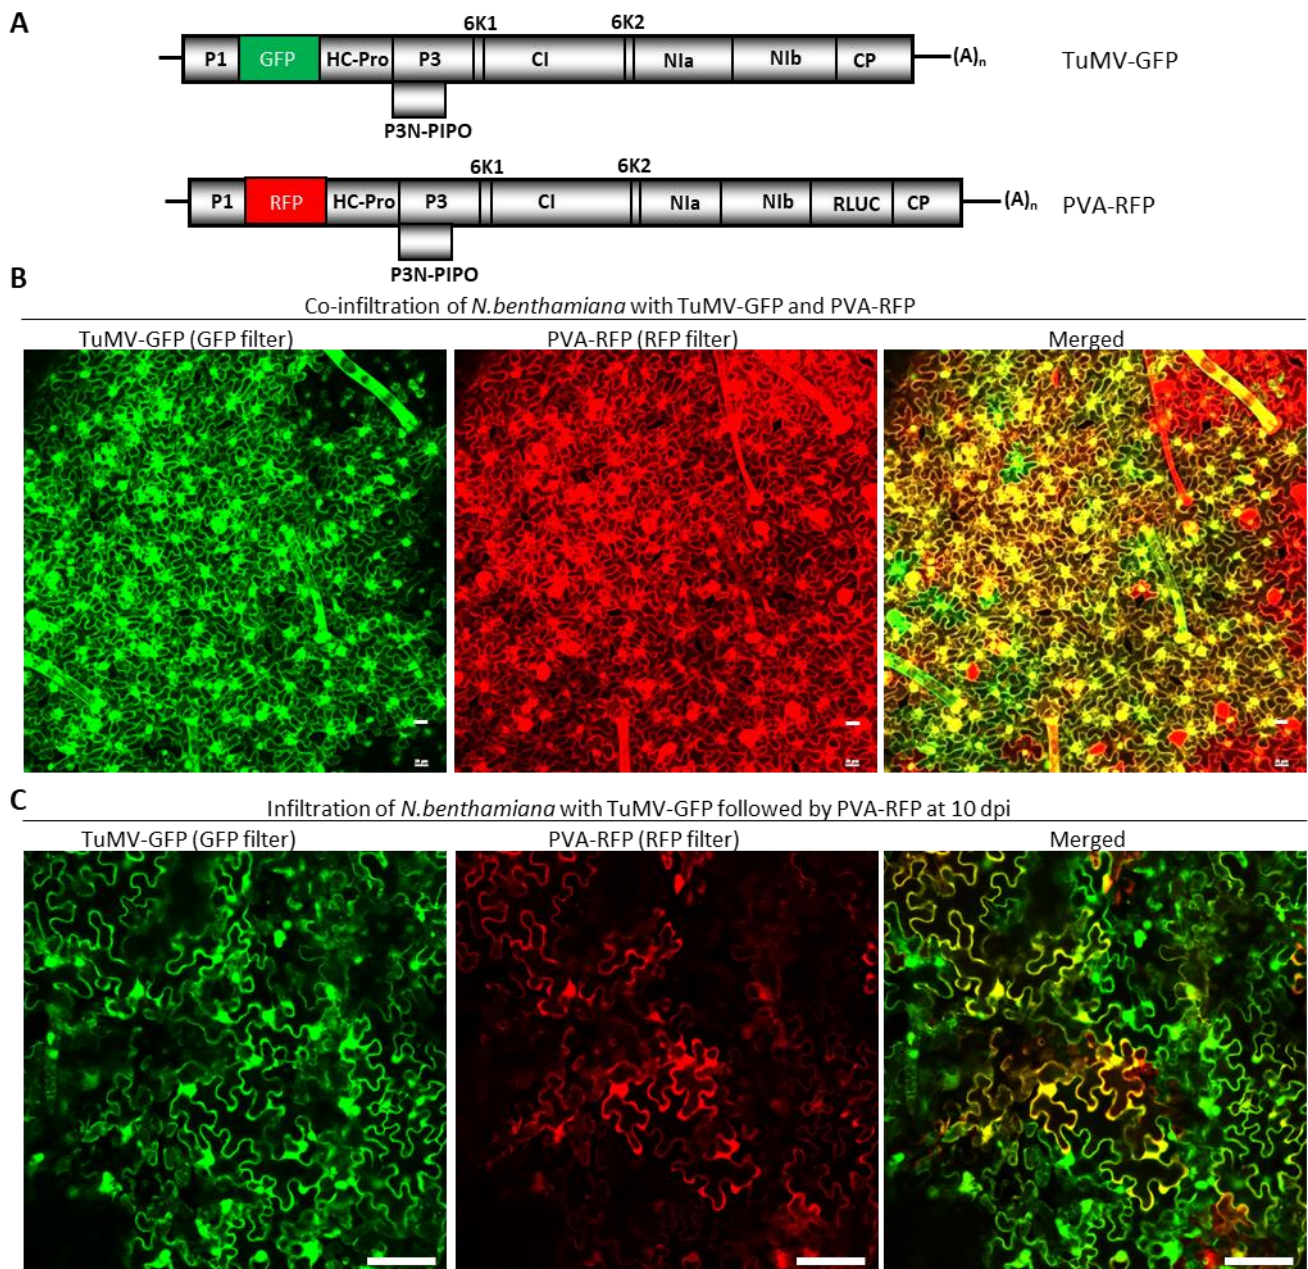 A
6K1 6K2
P1 GFP HC-Pro P3 CI NIa NIb CP (A)n TuMV-GFP
P3N-PIPO
6K1 6K2
P1 RFP HC-Pro P3 CI NIa NIb RLUC CP (A)n PVA-RFP
P3N-PIPO
B
Co-infiltration of N.benthamiana with TuMV-GFP and PVA-RFP
TuMV-GFP (GFP filter) PVA-RFP (RFP filter) Merged
C
Infiltration of N.benthamiana with TuMV-GFP followed by PVA-RFP at 10 dpi
TuMV-GFP (GFP filter) PVA-RFP (RFP filter) Merged